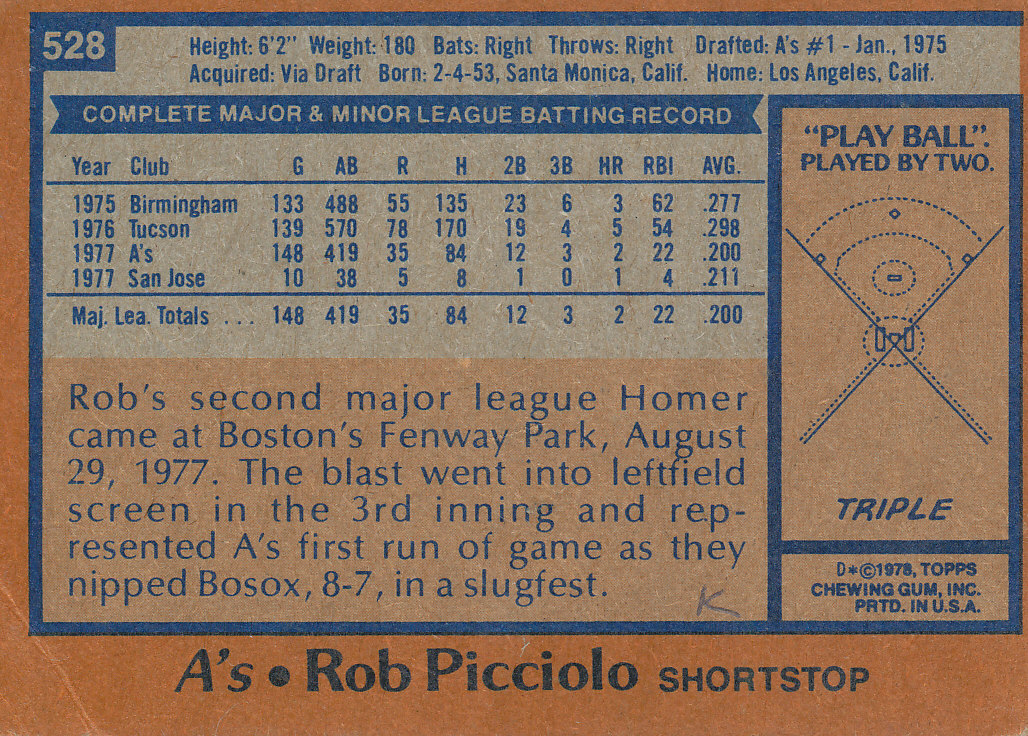 528
Height: 6'2" Weight: 180 Bats: Right Throws: Right Drafted: A's #1 - Jan., 1975
Acquired: Via Draft Born: 2-4-53, Santa Monica, Calif. Home: Los Angeles, Calif.
COMPLETE MAJOR & MINOR LEAGUE BATTING RECORD
Year Club G AB R H 2B 3B HR RBI AVG.
1975 Birmingham 133 488 55 135 23 6 3 62 .277
1976 Tucson 139 570 78 170 19 4 5 54 .298
1977 A's 148 419 35 84 12 3 2 22 .200
1977 San Jose 10 38 5 8 1 0 1 4 .211
Maj. Lea. Totals ... 148 419 35 84 12 3 2 22 .200
Rob's second major league Homer
came at Boston's Fenway Park, August
29, 1977. The blast went into leftfield
screen in the 3rd inning and rep-
resented A's first run of game as they
nipped Bosox, 8-7, in a slugfest.
K
"PLAY BALL".
PLAYED BY TWO.
TRIPLE
D*©1978, TOPPS
CHEWING GUM, INC.
PRTD. IN U.S.A.
A's • Rob Picciolo SHORTSTOP